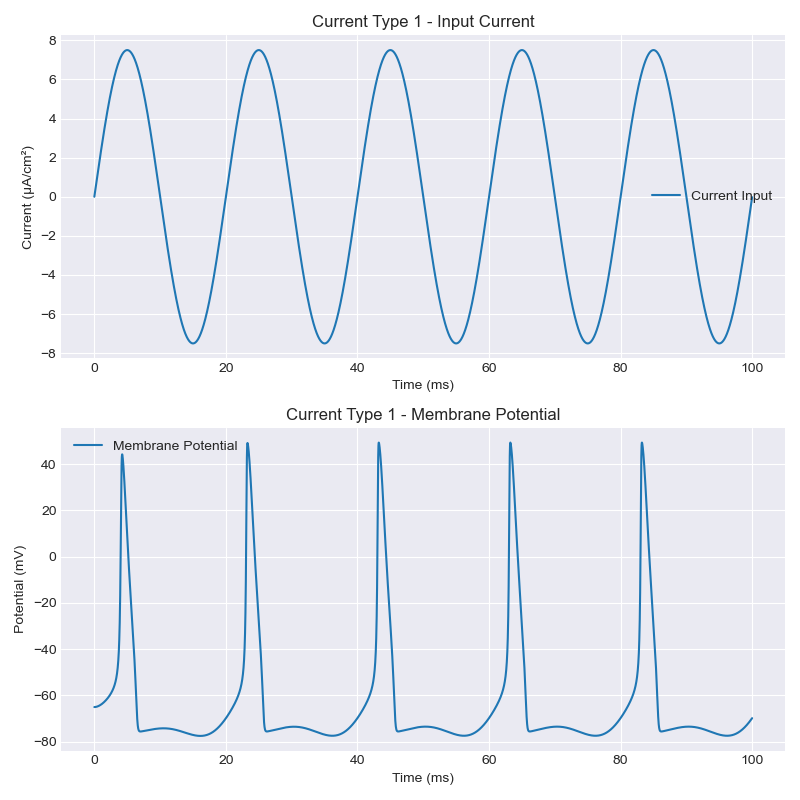 Current Type 1 - Input Current
8
6
4
2
0
−2
−4
−6
−8
Current (µA/cm²)
Current Input
0 20 40 60 80 100
Time (ms)
Current Type 1 - Membrane Potential
Membrane Potential
40
20
0
−20
−40
−60
−80
Potential (mV)
0 20 40 60 80 100
Time (ms)